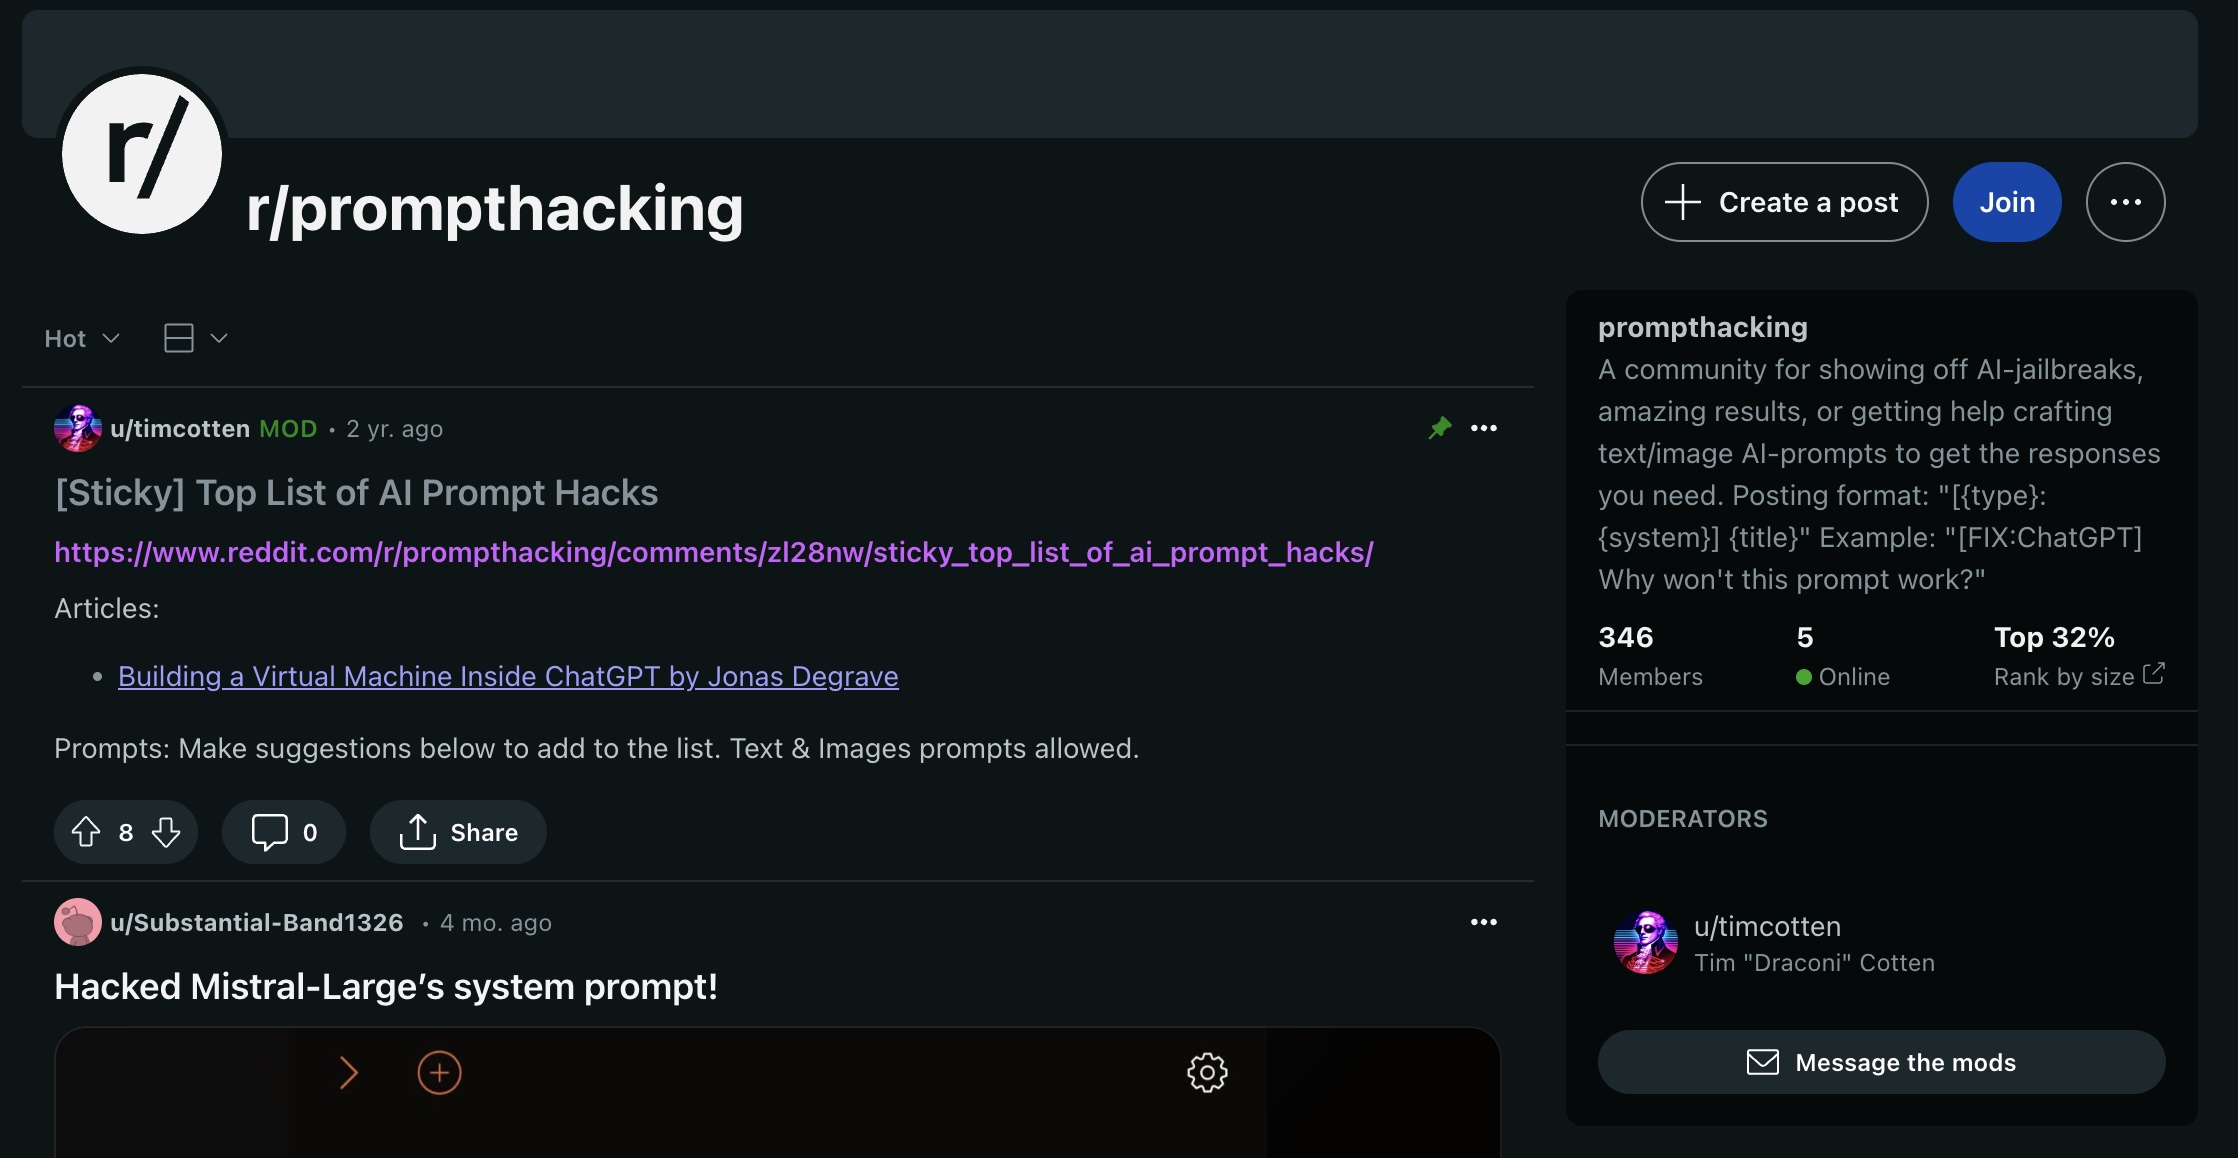 r/
r/prompthacking
Create a post
Join
Hot
u/timcotten MOD • 2 yr. ago
[Sticky] Top List of AI Prompt Hacks
https://www.reddit.com/r/prompthacking/comments/zl28nw/sticky_top_list_of_ai_prompt_hacks/
Articles:
• Building a Virtual Machine Inside ChatGPT by Jonas Degrave
Prompts: Make suggestions below to add to the list. Text & Images prompts allowed.
8
0
Share
u/Substantial-Band1326 • 4 mo. ago
Hacked Mistral-Large’s system prompt!
prompthacking
A community for showing off AI-jailbreaks,
amazing results, or getting help crafting
text/image AI-prompts to get the responses
you need. Posting format: "[{type}:
{system}] {title}" Example: "[FIX:ChatGPT]
Why won't this prompt work?"
346 5 Top 32%
Members Online Rank by size
MODERATORS
u/timcotten
Tim "Draconi" Cotten
Message the mods